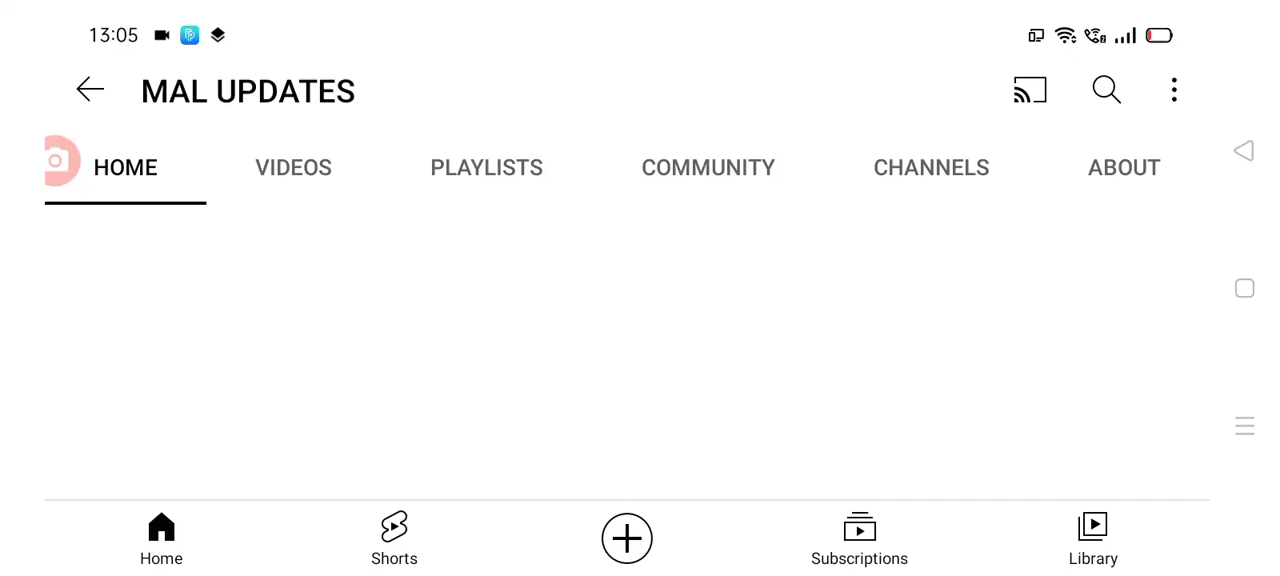 13:05
MAL UPDATES
HOME VIDEOS PLAYLISTS COMMUNITY CHANNELS ABOUT
Home Shorts Subscriptions Library